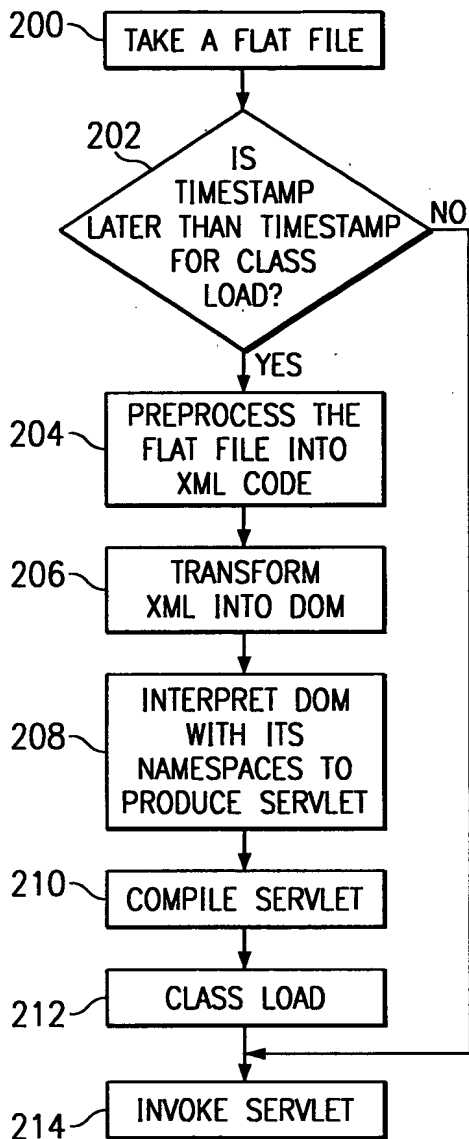 200
TAKE A FLAT FILE
202
IS
TIMESTAMP
LATER THAN TIMESTAMP
FOR CLASS
LOAD?
NO
YES
204
PREPROCESS THE
FLAT FILE INTO
XML CODE
206
TRANSFORM
XML INTO DOM
208
INTERPRET DOM
WITH ITS
NAMESPACES TO
PRODUCE SERVLET
210
COMPILE SERVLET
212
CLASS LOAD
214
INVOKE SERVLET